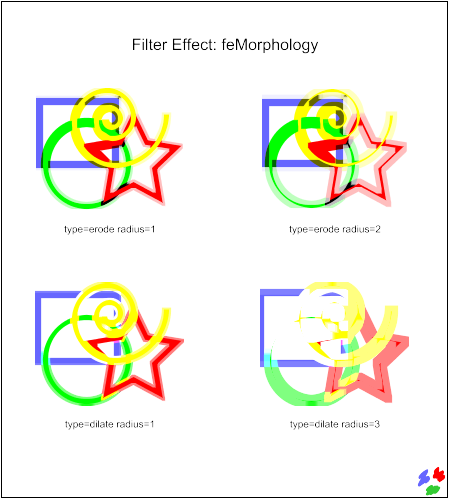 Filter Effect: feMorphology
type=erode radius=1
type=erode radius=2
type=dilate radius=1
type=dilate radius=3